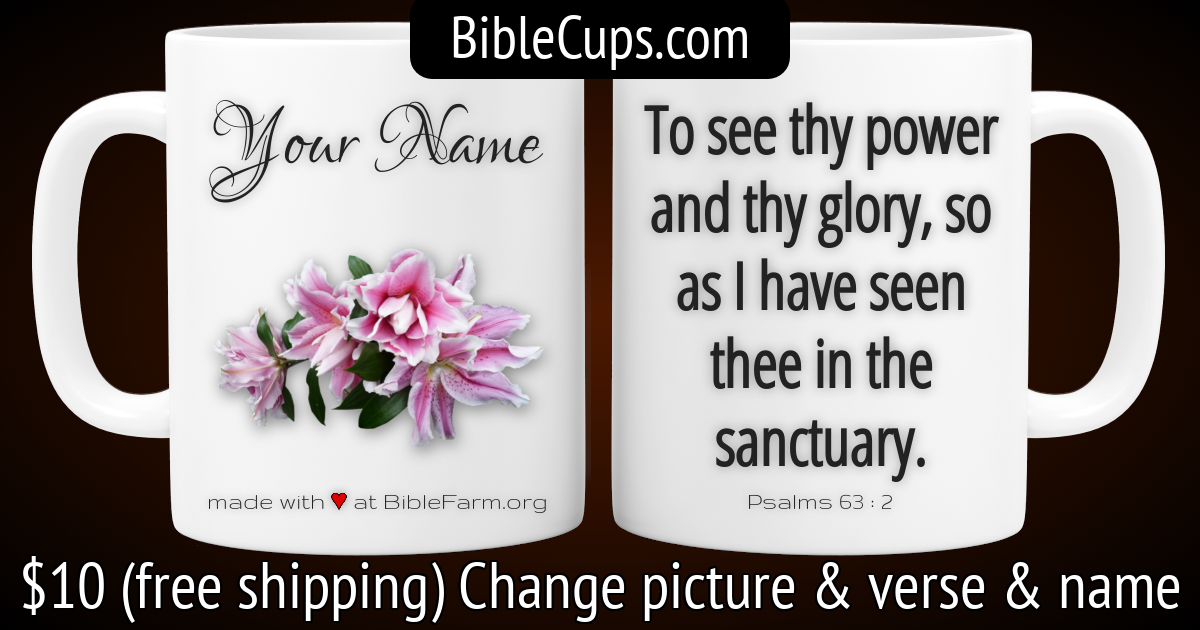 BibleCups.com
Your Name
made with ♥ at BibleFarm.org
To see thy power
and thy glory, so
as I have seen
thee in the
sanctuary.
Psalms 63 : 2
$10 (free shipping) Change picture & verse & name